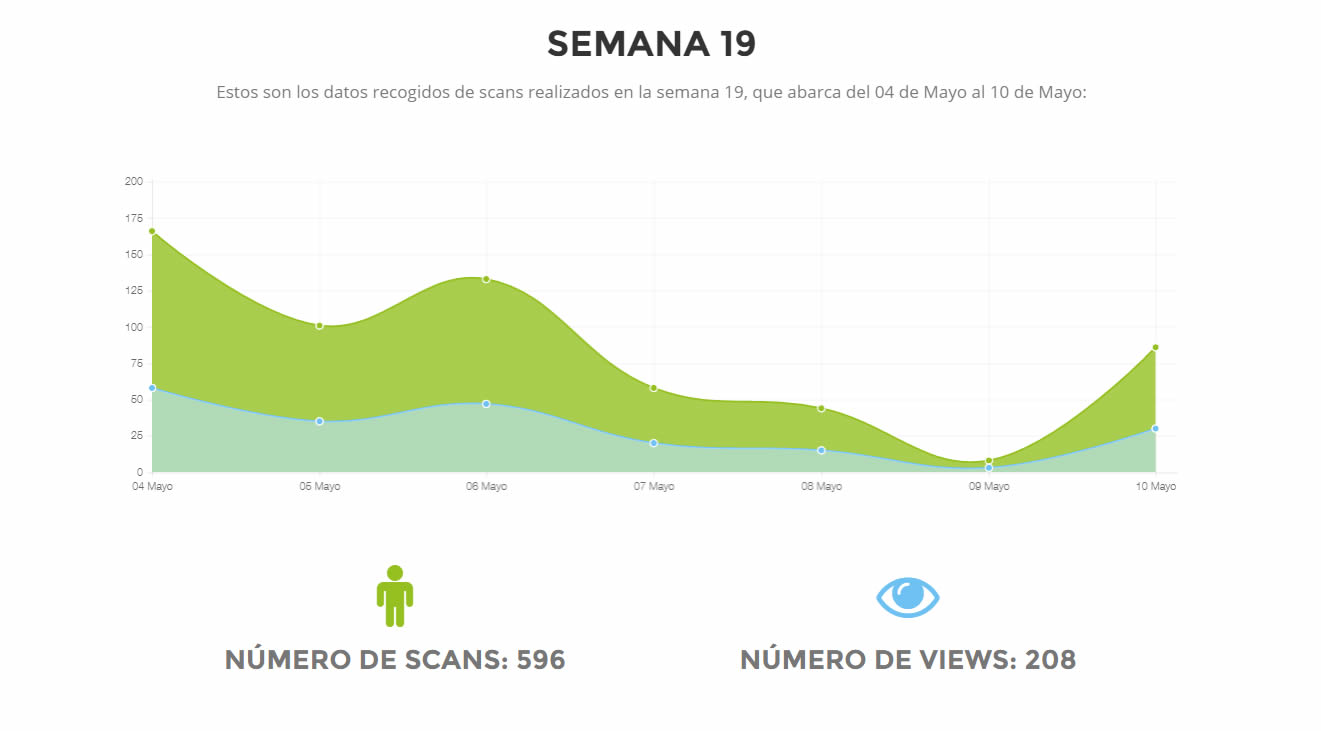 SEMANA 19
Estos son los datos recogidos de scans realizados en la semana 19, que abarca del 04 de Mayo al 10 de Mayo:
200
175
150
125
100
75
50
25
0
04 Mayo 05 Mayo 06 Mayo 07 Mayo 08 Mayo 09 Mayo 10 Mayo
NÚMERO DE SCANS: 596 NÚMERO DE VIEWS: 208